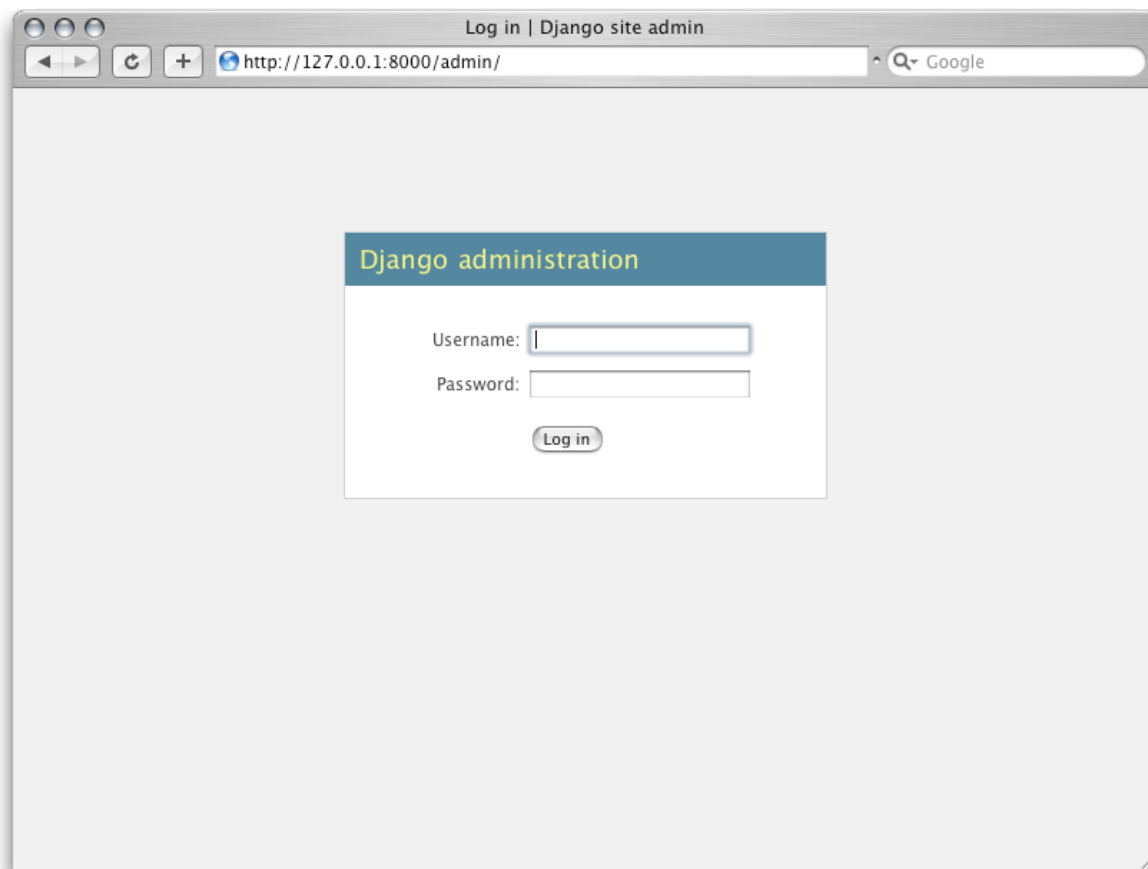 Log in | Django site admin
http://127.0.0.1:8000/admin/
Google
Django administration
Username:
Password:
Log in